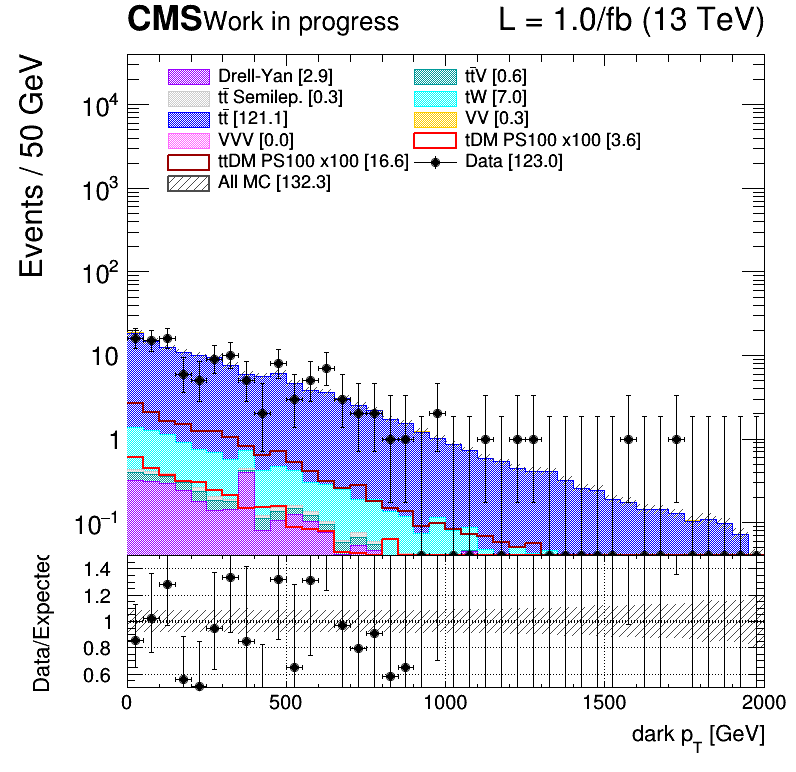 CMS Work in progress L = 1.0/fb (13 TeV)
Events / 50 GeV
Drell-Yan [2.9] tt̄V [0.6]
tt̄ Semilep. [0.3] tW [7.0]
tt̄ [121.1] VV [0.3]
VVV [0.0] tDM PS100 x100 [3.6]
ttDM PS100 x100 [16.6] Data [123.0]
All MC [132.3]
10⁴
10³
10²
10
1
10⁻¹
Data/Expected
1.4
1.2
1
0.8
0.6
0 500 1000 1500 2000
dark p_T [GeV]